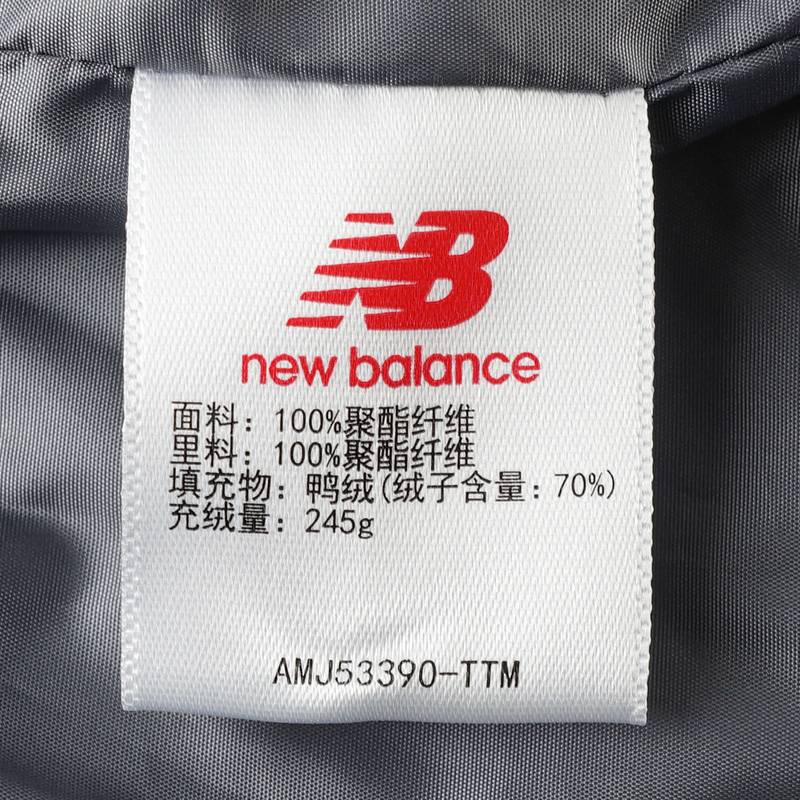 NB
new balance
面料：100%聚酯纤维
里料：100%聚酯纤维
填充物：鸭绒(绒子含量：70%)
充绒量：245g
AMJ53390-TTM